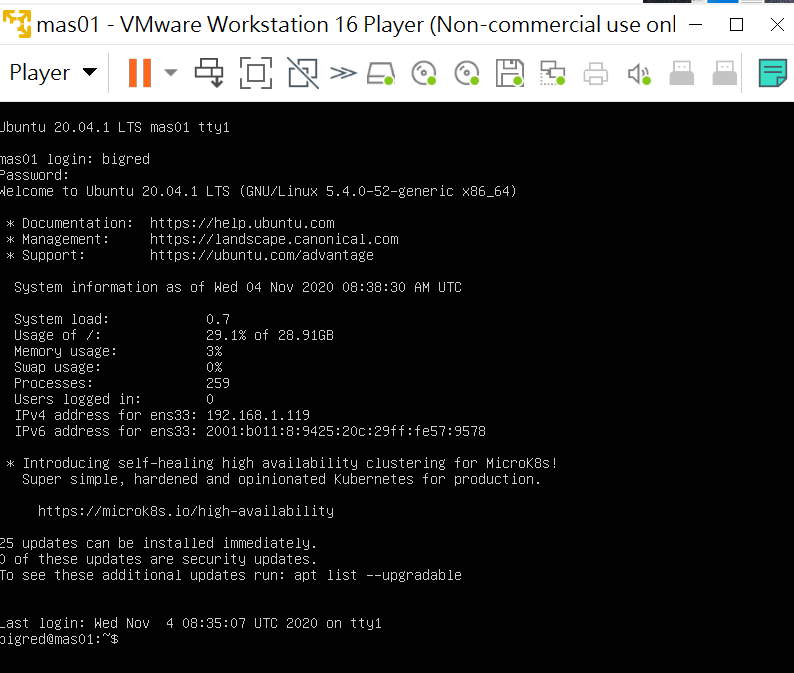 mas01 - VMware Workstation 16 Player (Non-commercial use onl
Player
Ubuntu 20.04.1 LTS mas01 tty1
mas01 login: bigred
Password:
Welcome to Ubuntu 20.04.1 LTS (GNU/Linux 5.4.0-52-generic x86_64)
* Documentation:  https://help.ubuntu.com
* Management:     https://landscape.canonical.com
* Support:        https://ubuntu.com/advantage
System information as of Wed 04 Nov 2020 08:38:30 AM UTC
System load:            0.7
Usage of /:             29.1% of 28.91GB
Memory usage:           3%
Swap usage:             0%
Processes:              259
Users logged in:        0
IPv4 address for ens33: 192.168.1.119
IPv6 address for ens33: 2001:b011:8:9425:20c:29ff:fe57:9578
* Introducing self-healing high availability clustering for MicroK8s!
Super simple, hardened and opinionated Kubernetes for production.
https://microk8s.io/high-availability
25 updates can be installed immediately.
0 of these updates are security updates.
To see these additional updates run: apt list --upgradable
Last login: Wed Nov  4 08:35:07 UTC 2020 on tty1
bigred@mas01:~$